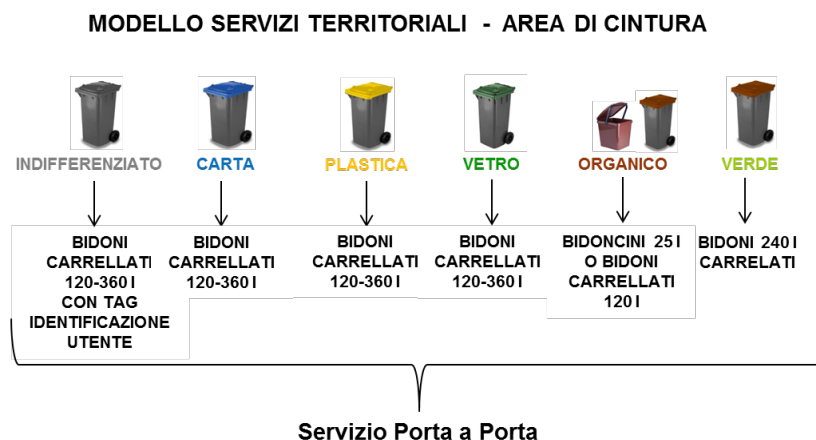 MODELLO SERVIZI TERRITORIALI - AREA DI CINTURA
INDIFFERENZIATO
CARTA
PLASTICA
VETRO
ORGANICO
VERDE
BIDONI
CARRELLATI
120-360 l
CON TAG
IDENTIFICAZIONE
UTENTE
BIDONI
CARRELLATI
120-360 l
BIDONI
CARRELLATI
120-360 l
BIDONI
CARRELLATI
120-360 l
BIDONCINI 25 l
O BIDONI
CARRELLATI
120 l
BIDONI 240 l
CARRELATI
Servizio Porta a Porta